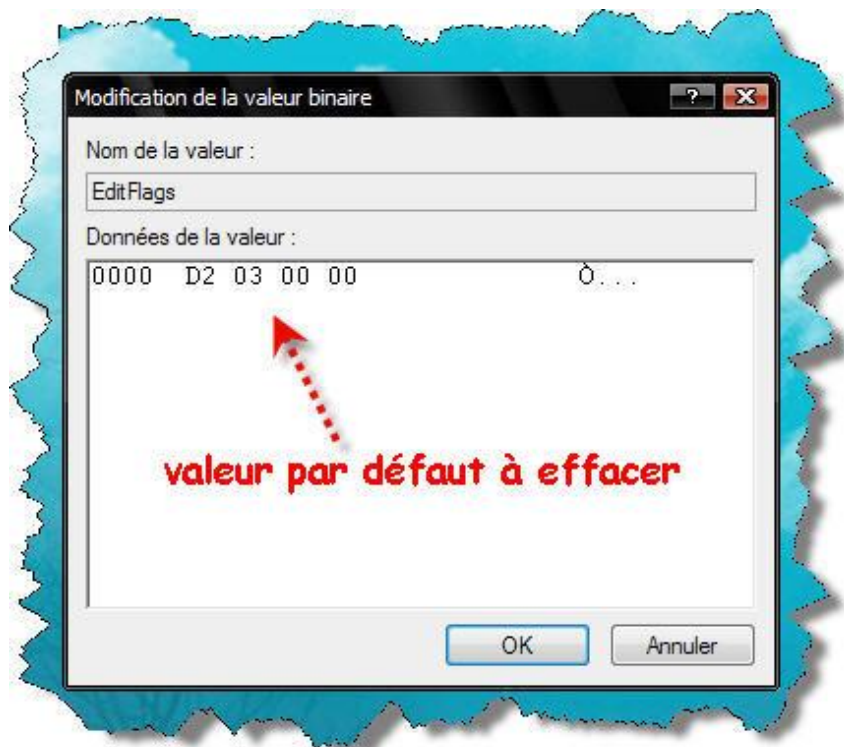 Modification de la valeur binaire
Nom de la valeur :
EditFlags
Données de la valeur :
0000 D2 03 00 00 Ò...
valeur par défaut à effacer
OK Annuler